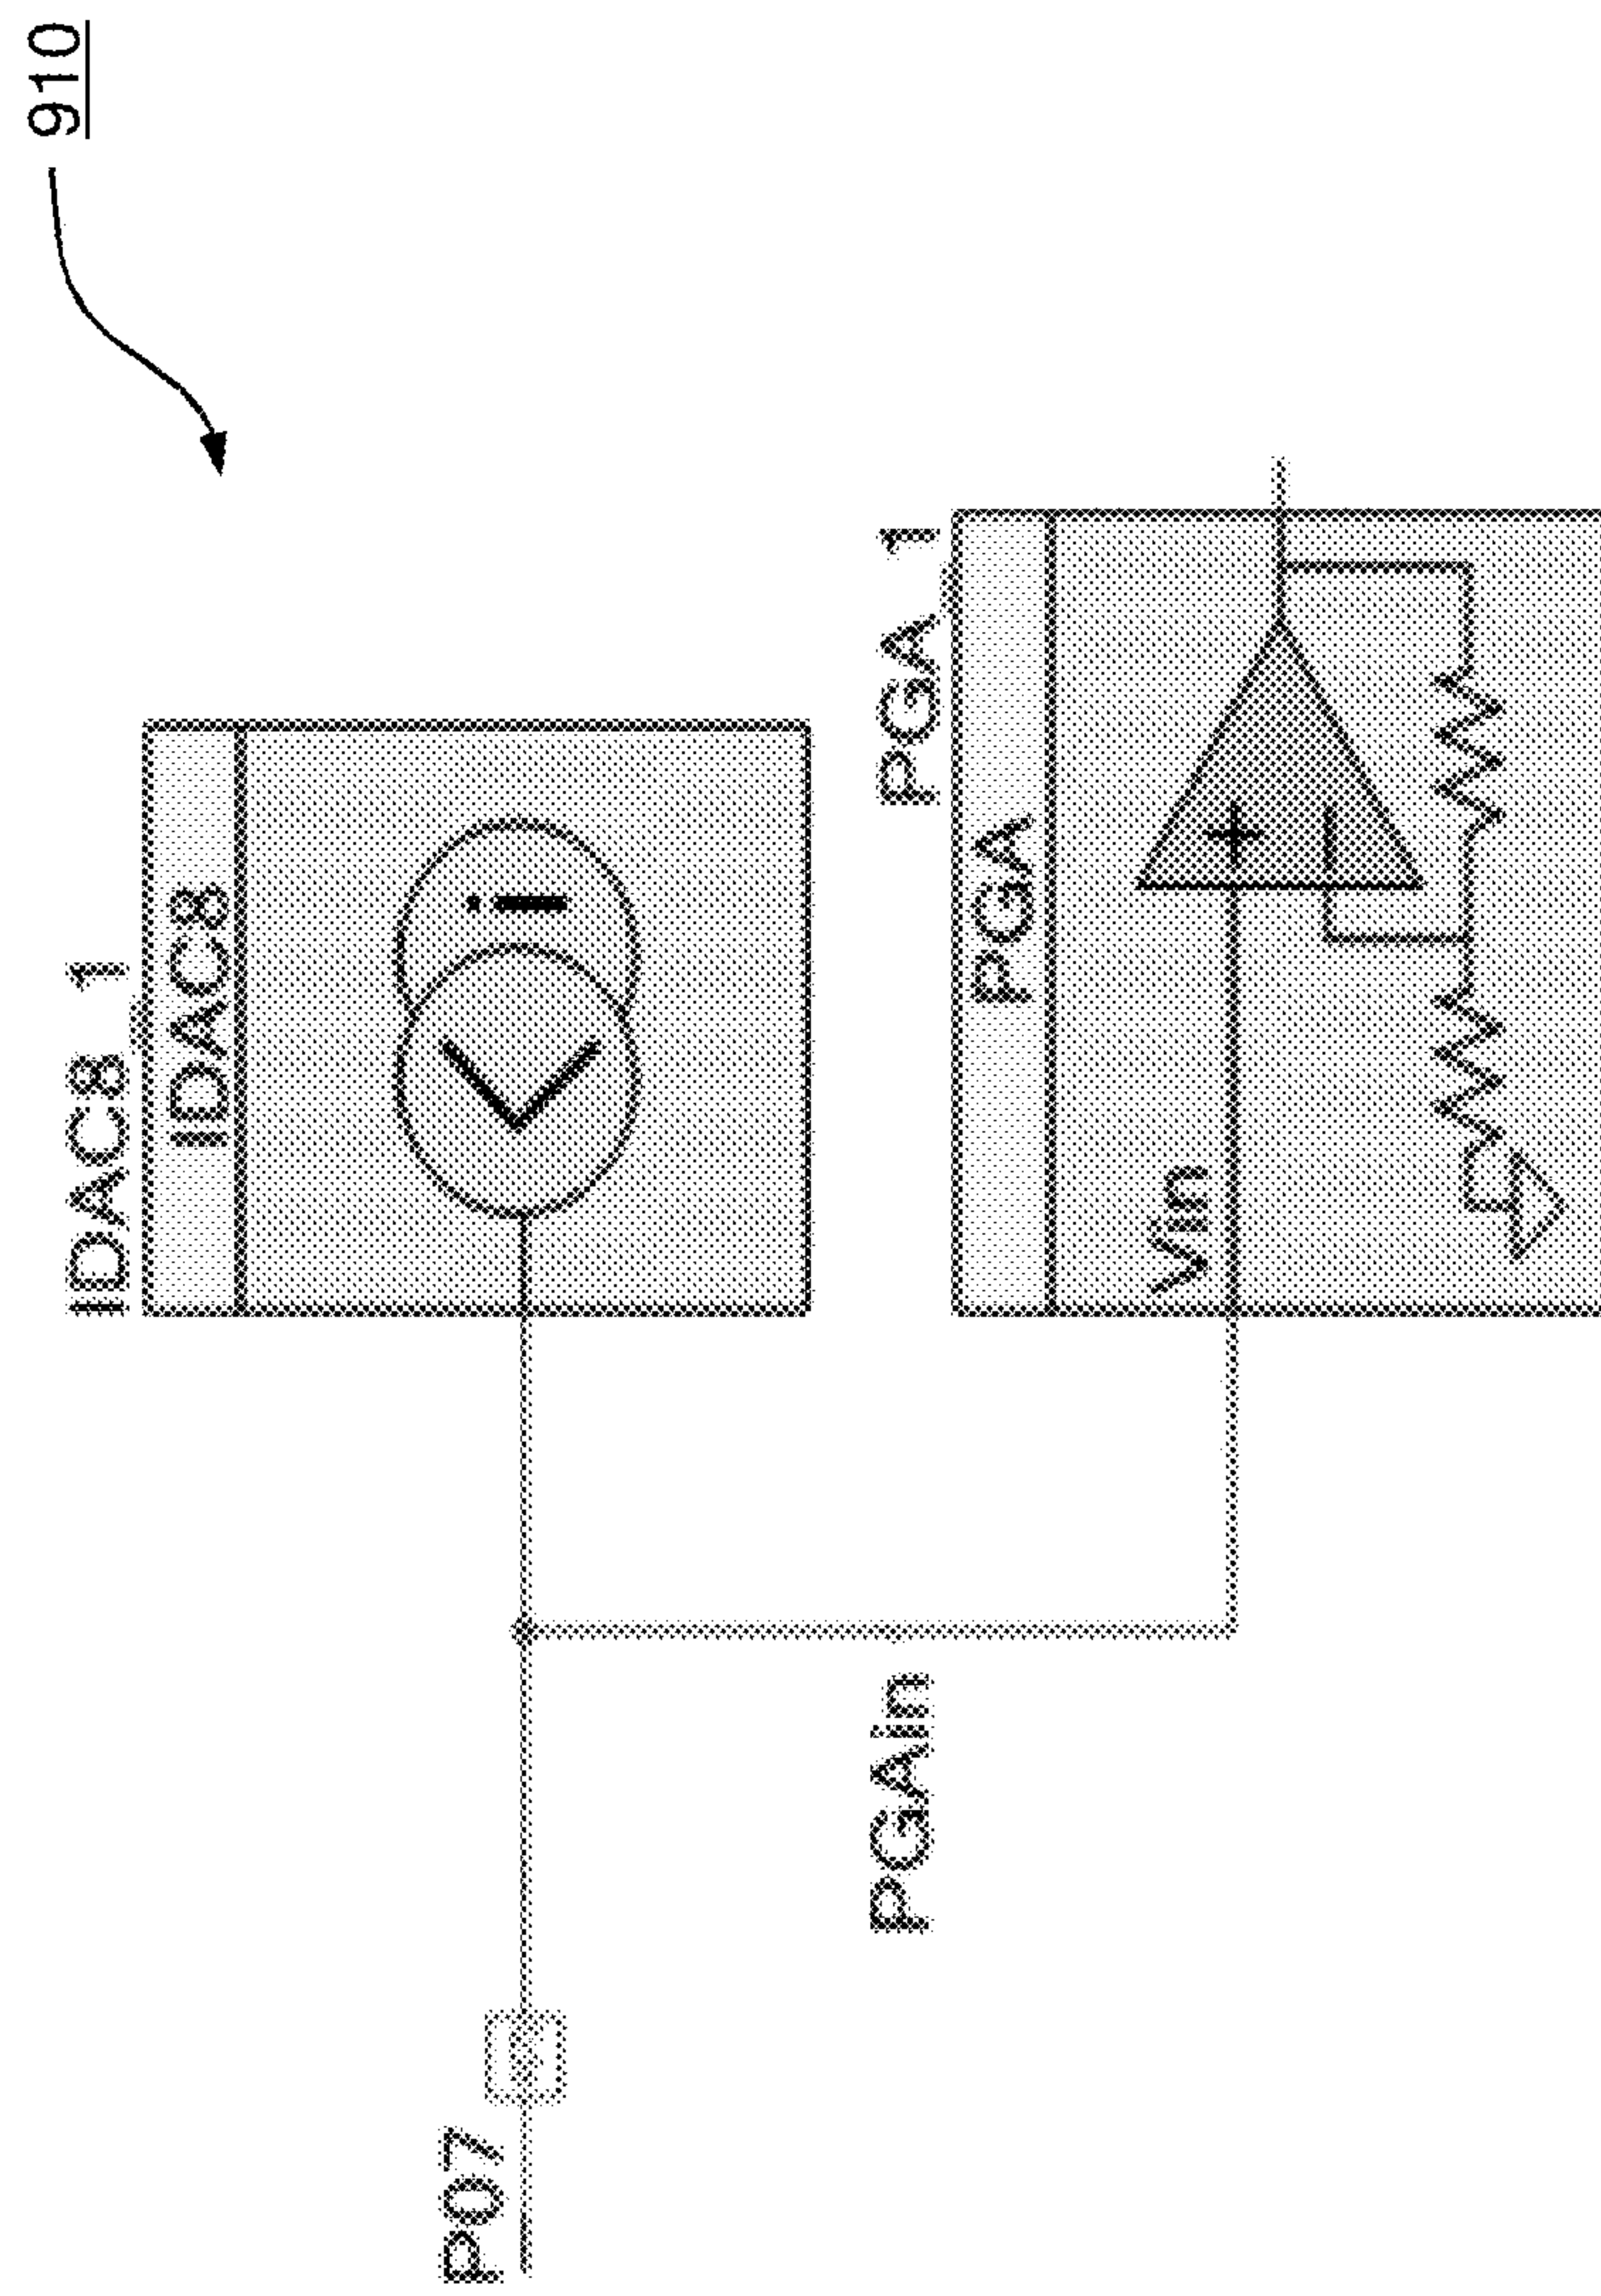 910
IDAC8_1
IDAC8
i
P07
PGA_1
PGA
PGAin
Vin
+
−